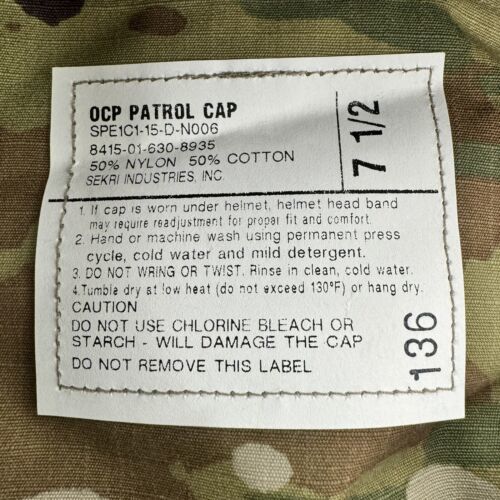 OCP PATROL CAP
SPE1C1-15-D-N006
8415-01-630-8935
50% NYLON 50% COTTON
SEKRI INDUSTRIES, INC.
7 1/2
1. If cap is worn under helmet, helmet head band
may require readjustment for proper fit and comfort.
2. Hand or machine wash using permanent press
cycle, cold water and mild detergent.
3. DO NOT WRING OR TWIST. Rinse in clean, cold water.
4.Tumble dry at low heat (do not exceed 130°F) or hang dry.
CAUTION
DO NOT USE CHLORINE BLEACH OR
STARCH - WILL DAMAGE THE CAP
DO NOT REMOVE THIS LABEL
136